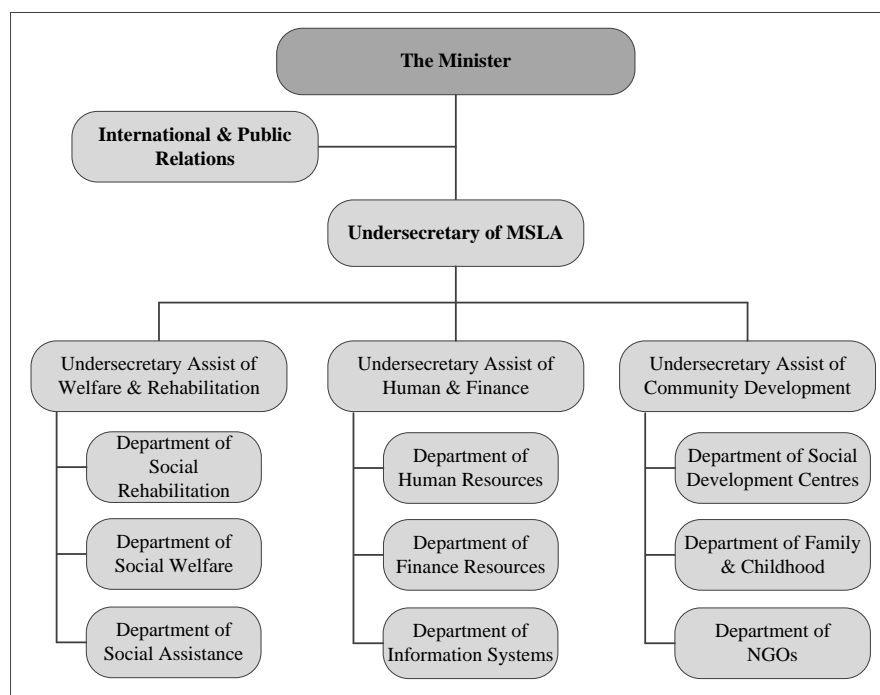 The Minister
International & Public
Relations
Undersecretary of MSLA
Undersecretary Assist of
Welfare & Rehabilitation
Undersecretary Assist of
Human & Finance
Undersecretary Assist of
Community Development
Department of
Social
Rehabilitation
Department of
Human Resources
Department of Social
Development Centres
Department of
Social Welfare
Department of
Finance Resources
Department of Family
& Childhood
Department of
Social Assistance
Department of
Information Systems
Department of
NGOs